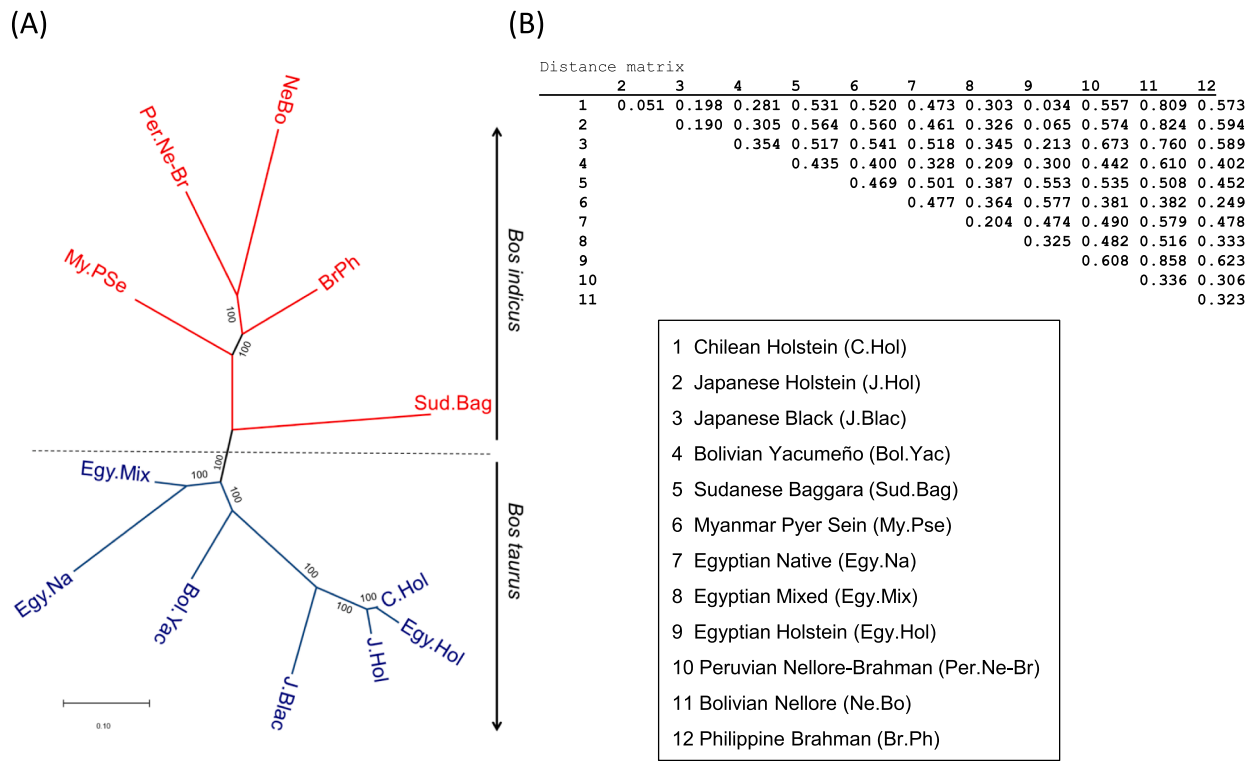 (A)
NeBo
Per.Ne-Br
My.PSe
BrPh
Sud.Bag
Bos indicus
100
100
100
Egy.Mix
100
100
Egy.Na
Bol.Yac
100
100
100
C.Hol
Egy.Hol
J.Hol
J.Blac
Bos taurus
0.10
(B)
Distance matrix
2 3 4 5 6 7 8 9 10 11 12
1 0.051 0.198 0.281 0.531 0.520 0.473 0.303 0.034 0.557 0.809 0.573
2 0.190 0.305 0.564 0.560 0.461 0.326 0.065 0.574 0.824 0.594
3 0.354 0.517 0.541 0.518 0.345 0.213 0.673 0.760 0.589
4 0.435 0.400 0.328 0.209 0.300 0.442 0.610 0.402
5 0.469 0.501 0.387 0.553 0.535 0.508 0.452
6 0.477 0.364 0.577 0.381 0.382 0.249
7 0.204 0.474 0.490 0.579 0.478
8 0.325 0.482 0.516 0.333
9 0.608 0.858 0.623
10 0.336 0.306
11 0.323
1 Chilean Holstein (C.Hol)
2 Japanese Holstein (J.Hol)
3 Japanese Black (J.Blac)
4 Bolivian Yacumeño (Bol.Yac)
5 Sudanese Baggara (Sud.Bag)
6 Myanmar Pyer Sein (My.Pse)
7 Egyptian Native (Egy.Na)
8 Egyptian Mixed (Egy.Mix)
9 Egyptian Holstein (Egy.Hol)
10 Peruvian Nellore-Brahman (Per.Ne-Br)
11 Bolivian Nellore (Ne.Bo)
12 Philippine Brahman (Br.Ph)